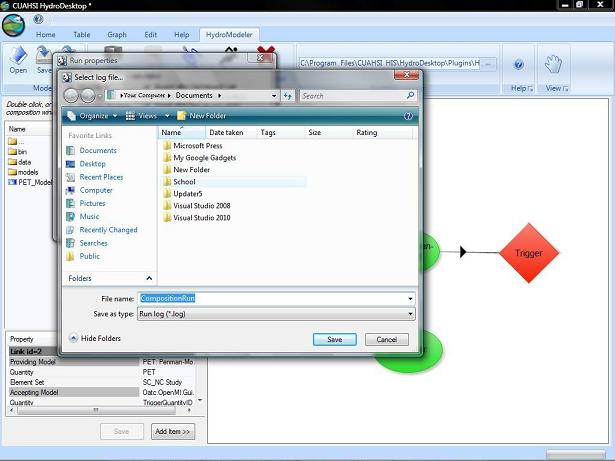 CUAHSI HydroDesktop *
Home Table Graph Edit Help HydroModeler
Open
C:\Program Files\CUAHSI HIS\HydroDesktop\Plugins\H...
Help
View
Run properties
Select log file...
Your Computer Documents
Search
Organize Views New Folder
Double click, or
composition wind
Name
...
bin
data
models
PET_Model
Favorite Links
Documents
Desktop
Recent Places
Computer
Pictures
Music
Recently Changed
Searches
Public
Folders
Name Date taken Tags Size Rating
Microsoft Press
My Google Gadgets
New Folder
School
Updater5
Visual Studio 2008
Visual Studio 2010
Trigger
File name: CompositionRun
Save as type: Run log (*.log)
Hide Folders
Save
Cancel
Property
Link id=2
Providing Model PET: Penman-Mo...
Quantity PET
Element Set SC_NC Study
Accepting Model Oatc.OpenMI.Gui...
Quantity TriggerQuantityID
Save
Add Item >>